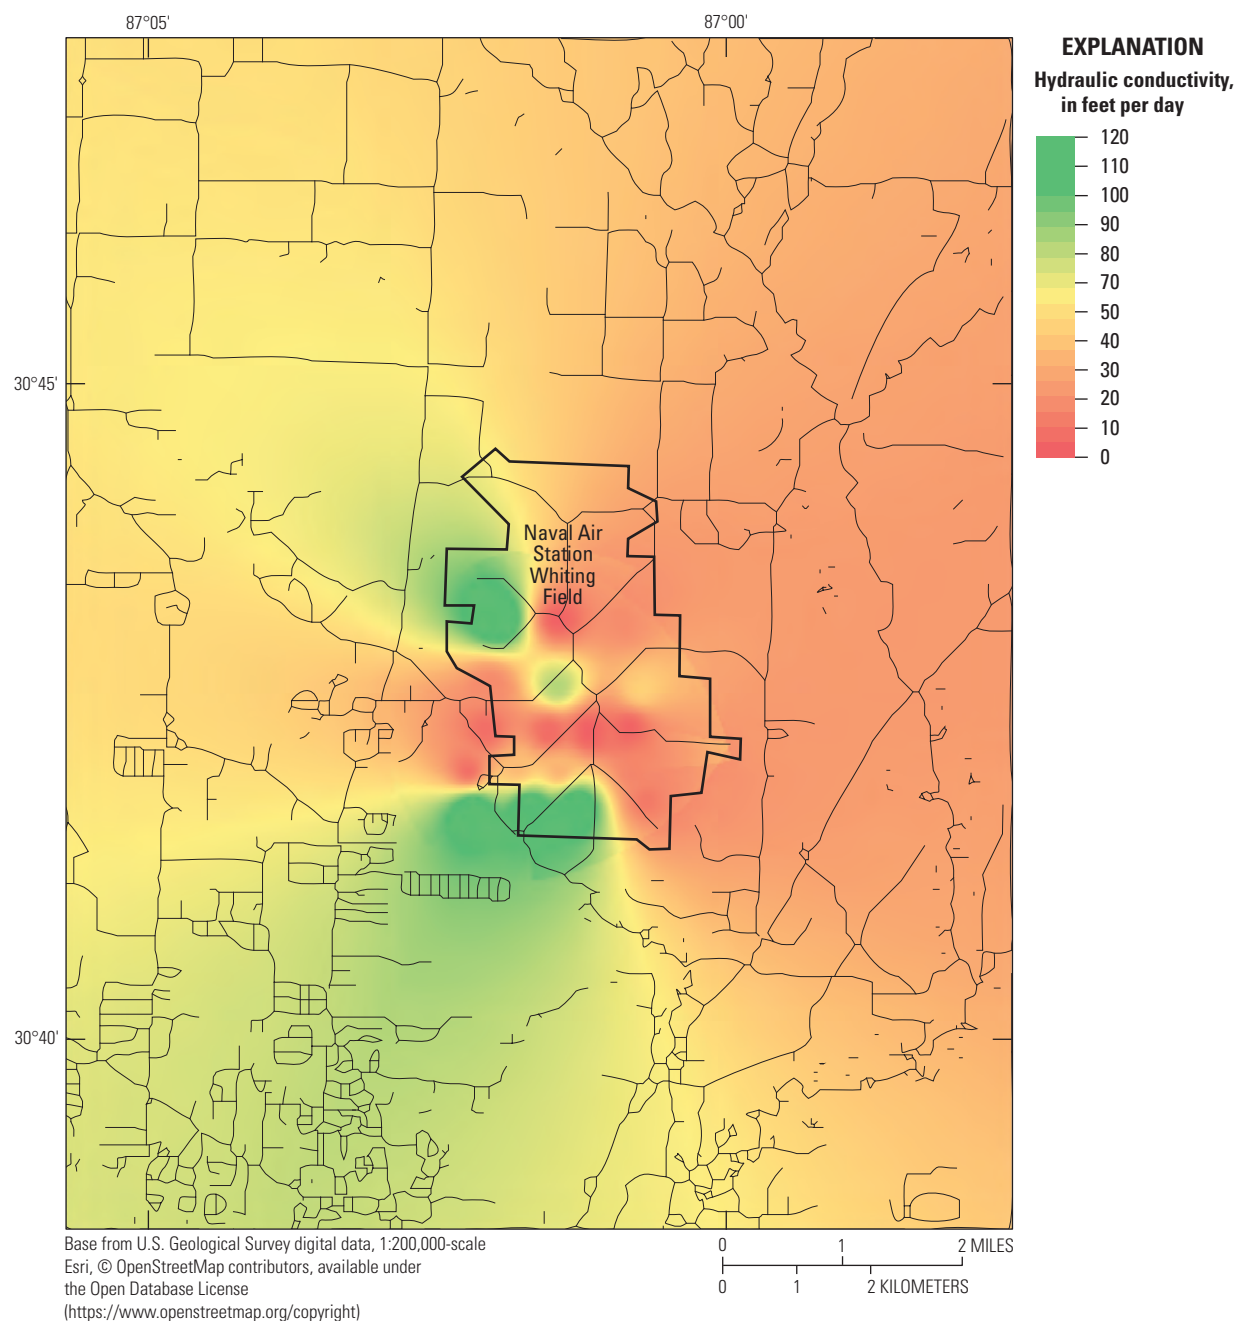 87°05'
87°00'
EXPLANATION
Hydraulic conductivity,
in feet per day
120
110
100
90
80
70
50
40
30
20
10
0
30°45'
Naval Air
Station
Whiting
Field
30°40'
Base from U.S. Geological Survey digital data, 1:200,000-scale
Esri, © OpenStreetMap contributors, available under
the Open Database License
(https://www.openstreetmap.org/copyright)
0 1 2 MILES
0 1 2 KILOMETERS